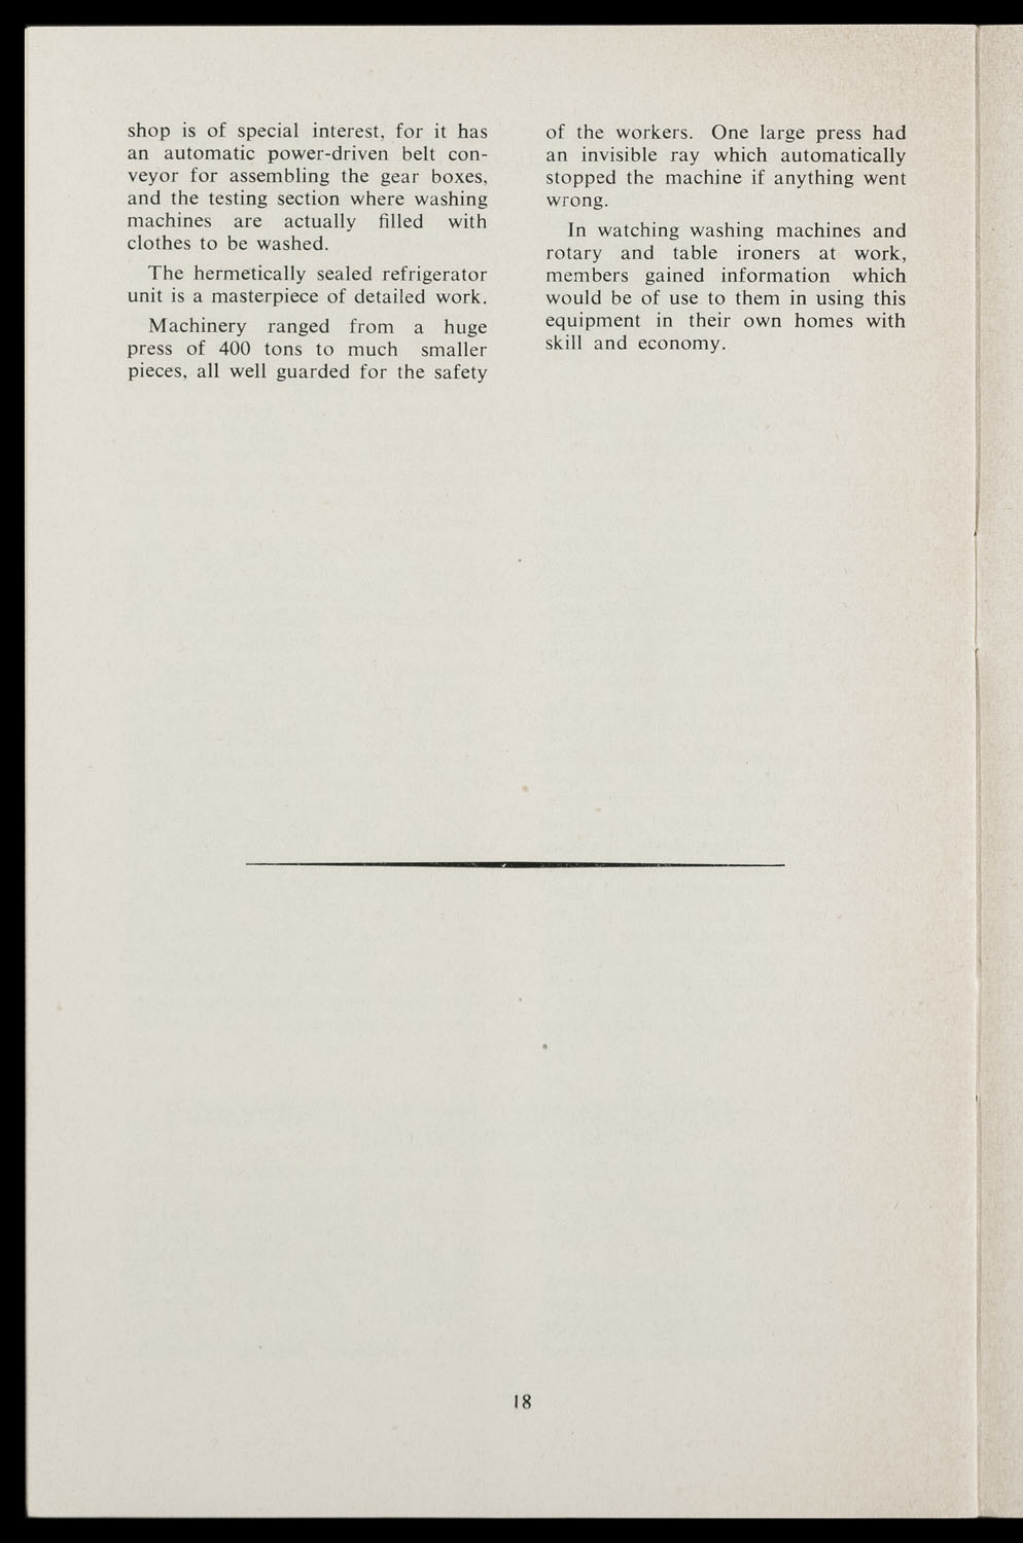 shop is of special interest, for it has
an automatic power-driven belt con-
veyor for assembling the gear boxes,
and the testing section where washing
machines are actually filled with
clothes to be washed.
The hermetically sealed refrigerator
unit is a masterpiece of detailed work.
Machinery ranged from a huge
press of 400 tons to much smaller
pieces, all well guarded for the safety
of the workers. One large press had
an invisible ray which automatically
stopped the machine if anything went
wrong.
In watching washing machines and
rotary and table ironers at work,
members gained information which
would be of use to them in using this
equipment in their own homes with
skill and economy.
18